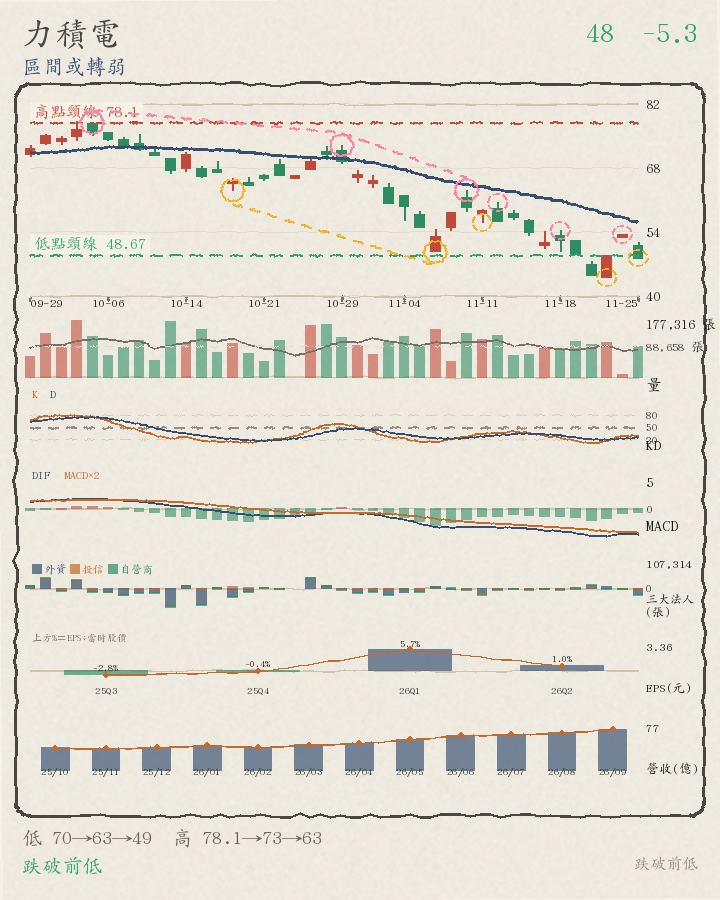 力積電
48 -5.3
區間或轉弱
高點頸線 78.1
低點頸線 48.67
82
68
54
40
09-29 10-06 10-14 10-21 10-29 11-04 11-11 11-18 11-25
177,316 張
88,658 張
量
K D
80
50
20
KD
DIF MACD×2
5
0
MACD
外資 投信 自營商
107,314
0
三大法人
(張)
上方%=EPS÷當時股價
-2.8% -0.4% 5.7% 1.0%
3.36
25Q3 25Q4 26Q1 26Q2
EPS(元)
77
25/10 25/11 25/12 26/01 26/02 26/03 26/04 26/05 26/06 26/07 26/08 26/09
營收(億)
低 70→63→49 高 78.1→73→63
跌破前低
跌破前低